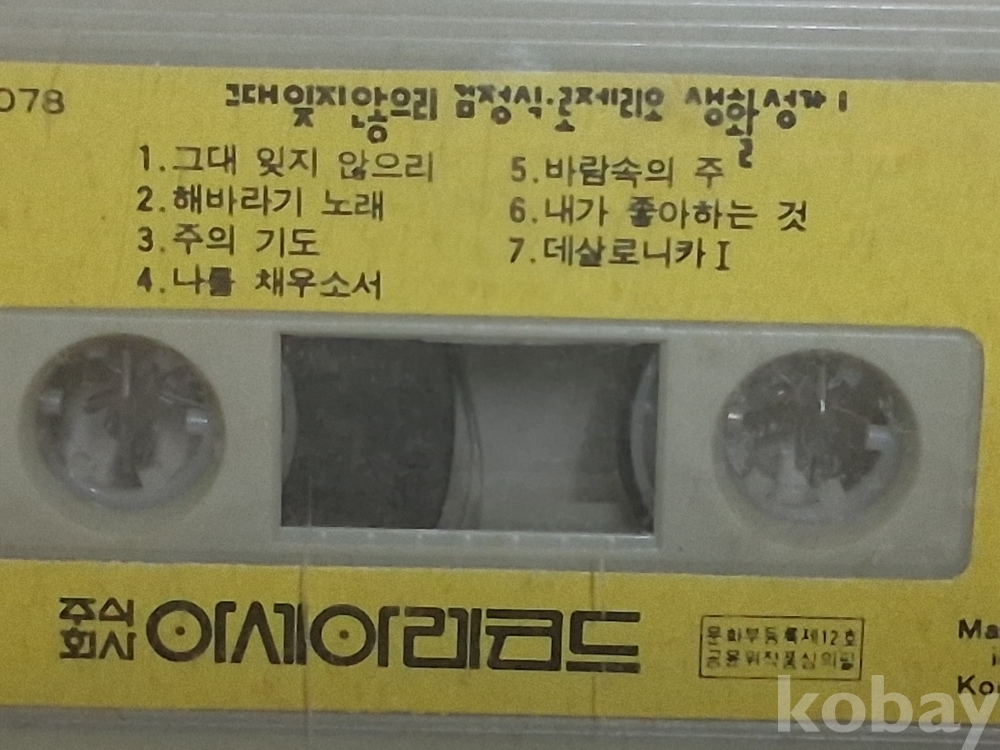 078
그대 잊지 않으리 김정식·로제리오 생활성가 1
1. 그대 잊지 않으리
2. 해바라기 노래
3. 주의 기도
4. 나를 채우소서
5. 바람속의 주
6. 내가 좋아하는 것
7. 데살로니카 I
주식회사 아세아레코드
문화부등록제12호
공윤위작품심의필
Ma
Ko
kobay